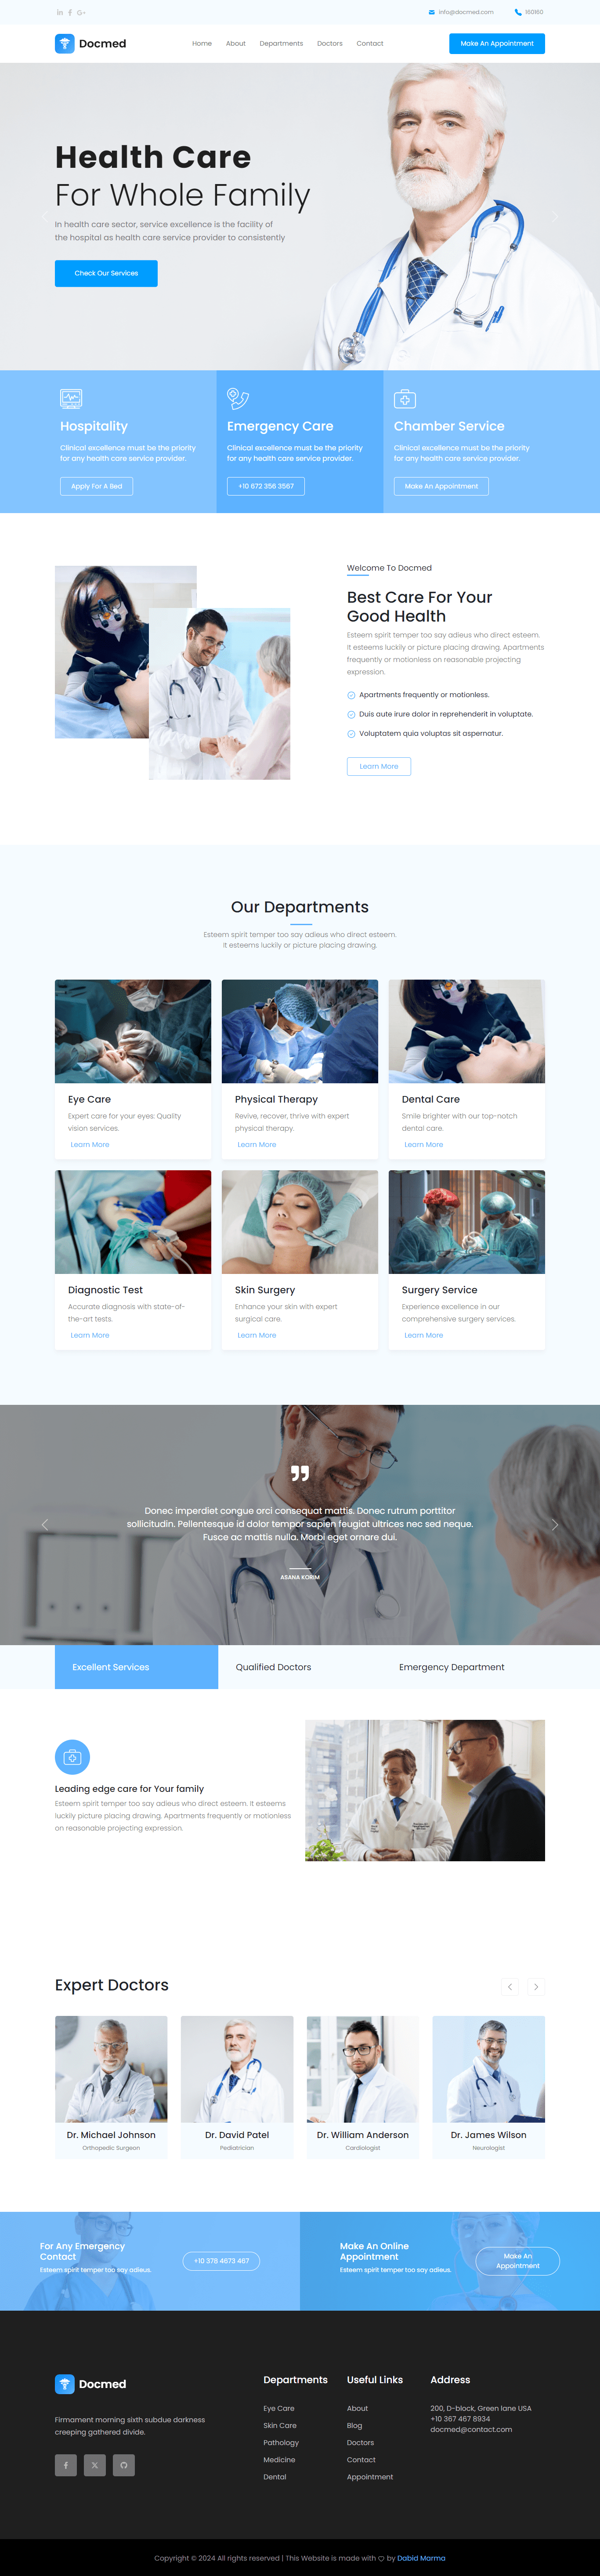 info@docmed.com
160160
Docmed
Home
About
Departments
Doctors
Contact
Make An Appointment
Health Care
For Whole Family
In health care sector, service excellence is the facility of
the hospital as health care service provider to consistently
Check Our Services
Hospitality
Clinical excellence must be the priority
for any health care service provider.
Apply For A Bed
Emergency Care
Clinical excellence must be the priority
for any health care service provider.
+10 672 356 3567
Chamber Service
Clinical excellence must be the priority
for any health care service provider.
Make An Appointment
Welcome To Docmed
Best Care For Your
Good Health
Esteem spirit temper too say adieus who direct esteem.
It esteems luckily or picture placing drawing. Apartments
frequently or motionless on reasonable projecting
expression.
Apartments frequently or motionless.
Duis aute irure dolor in reprehenderit in voluptate.
Voluptatem quia voluptas sit aspernatur.
Learn More
Our Departments
Esteem spirit temper too say adieus who direct esteem.
It esteems luckily or picture placing drawing.
Eye Care
Expert care for your eyes: Quality
vision services.
Learn More
Physical Therapy
Revive, recover, thrive with expert
physical therapy.
Learn More
Dental Care
Smile brighter with our top-notch
dental care.
Learn More
Diagnostic Test
Accurate diagnosis with state-of-
the-art tests.
Learn More
Skin Surgery
Enhance your skin with expert
surgical care.
Learn More
Surgery Service
Experience excellence in our
comprehensive surgery services.
Learn More
Donec imperdiet congue orci consequat mattis. Donec rutrum porttitor
sollicitudin. Pellentesque id dolor tempor sapien feugiat ultrices nec sed neque.
Fusce ac mattis nulla. Morbi eget ornare dui.
ASANA KORIM
Excellent Services
Qualified Doctors
Emergency Department
Leading edge care for Your family
Esteem spirit temper too say adieus who direct esteem. It esteems
luckily picture placing drawing. Apartments frequently or motionless
on reasonable projecting expression.
Expert Doctors
Dr. Michael Johnson
Orthopedic Surgeon
Dr. David Patel
Pediatrician
Dr. William Anderson
Cardiologist
Dr. James Wilson
Neurologist
For Any Emergency
Contact
Esteem spirit temper too say adieus.
+10 378 4673 467
Make An Online
Appointment
Esteem spirit temper too say adieus.
Make An
Appointment
Docmed
Firmament morning sixth subdue darkness
creeping gathered divide.
Departments
Eye Care
Skin Care
Pathology
Medicine
Dental
Useful Links
About
Blog
Doctors
Contact
Appointment
Address
200, D-block, Green lane USA
+10 367 467 8934
docmed@contact.com
Copyright © 2024 All rights reserved | This Website is made with ♡ by Dabid Marma